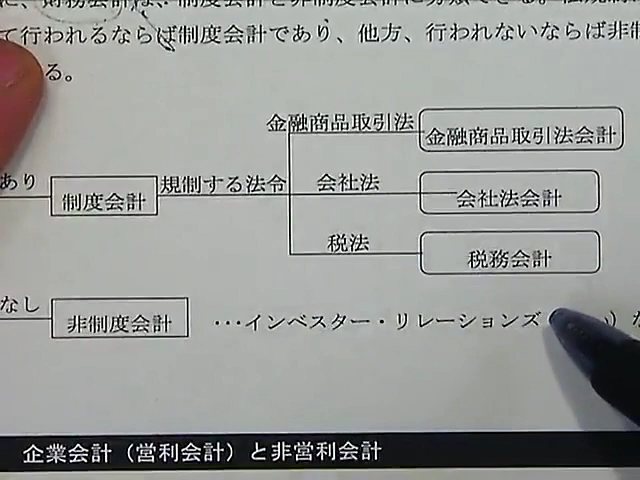 て行われるならば制度会計であり、他方、行われないならば非制
る。
金融商品取引法
金融商品取引法会計
あり
制度会計
規制する法令
会社法
会社法会計
税法
税務会計
なし
非制度会計
…インベスター・リレーションズ
企業会計（営利会計）と非営利会計